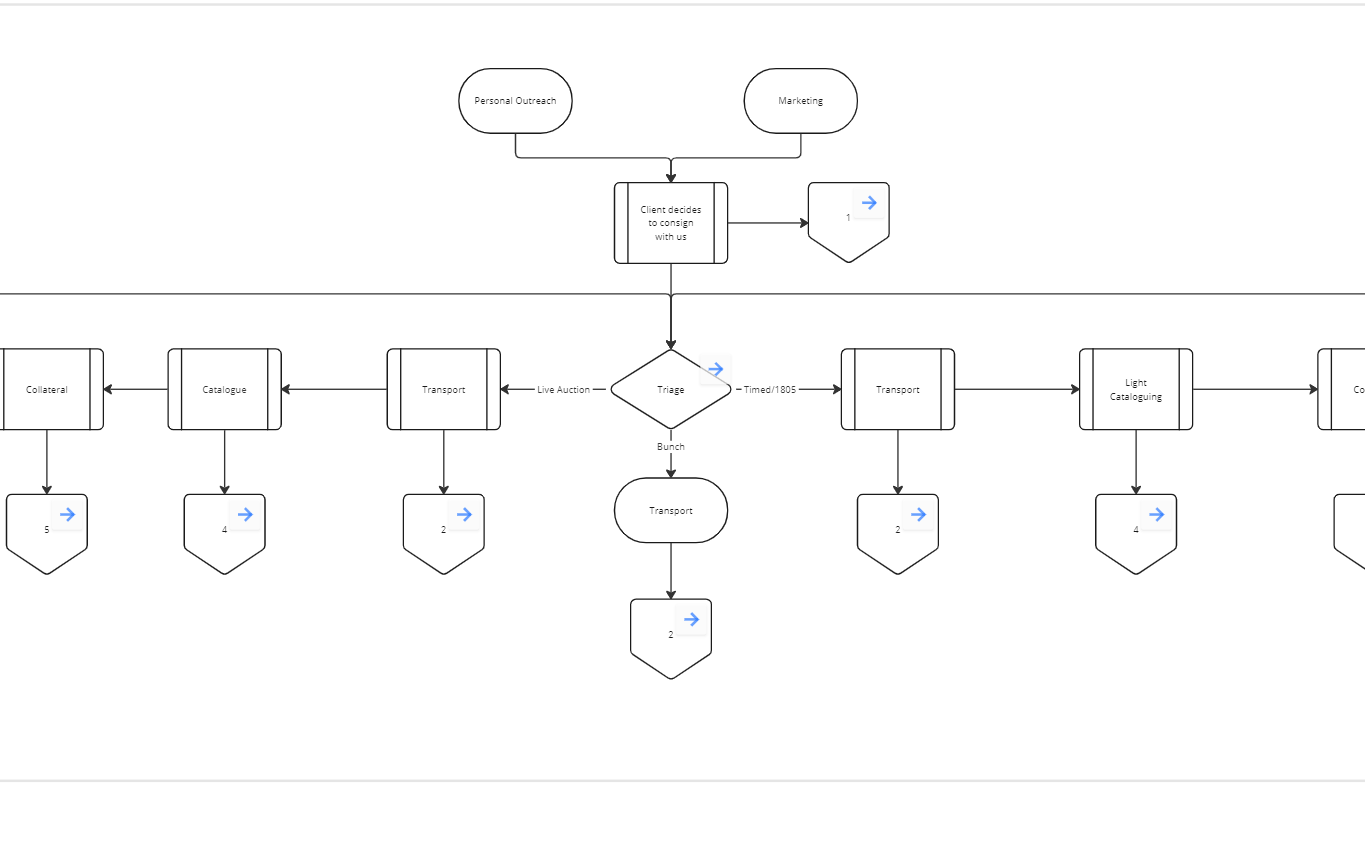 Personal Outreach
Marketing
Client decides
to consign
with us
1
Collateral
Catalogue
Transport
Live Auction
Triage
Timed/1805
Transport
Light
Cataloguing
Co
Bunch
5
4
2
Transport
2
4
2